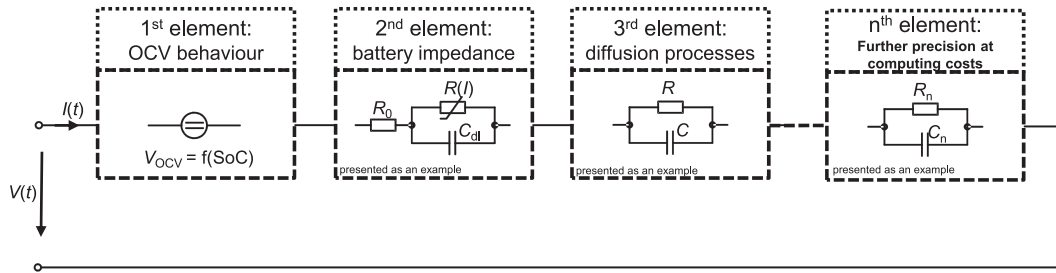 1st element:
OCV behaviour
2nd element:
battery impedance
3rd element:
diffusion processes
nth element:
Further precision at
computing costs
I(t)
V(t)
VOCV = f(SoC)
R0
R(I)
Cdl
presented as an example
R
C
presented as an example
Rn
Cn
presented as an example